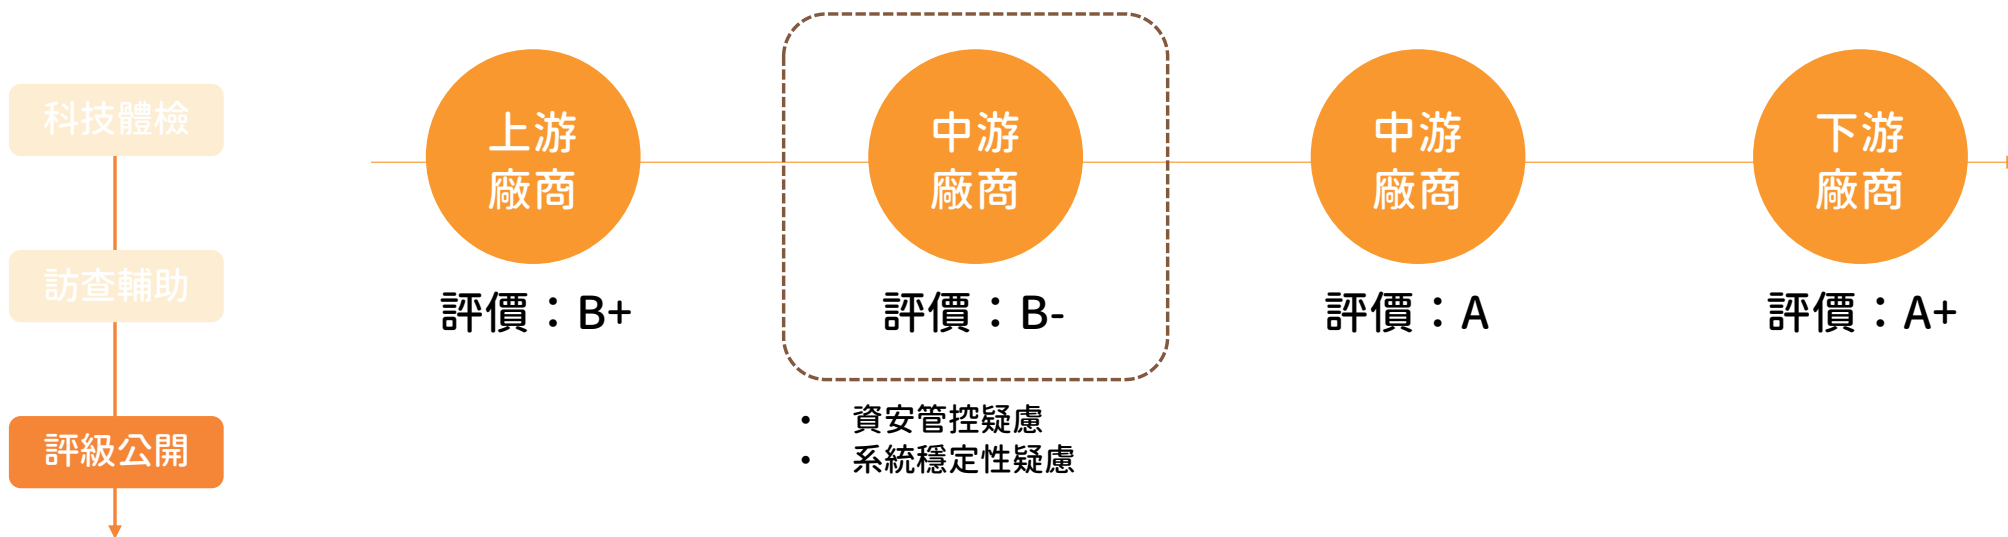 科技體檢
訪查輔助
評級公開
上游
廠商
評價：B+
中游
廠商
評價：B-
• 資安管控疑慮
• 系統穩定性疑慮
中游
廠商
評價：A
下游
廠商
評價：A+